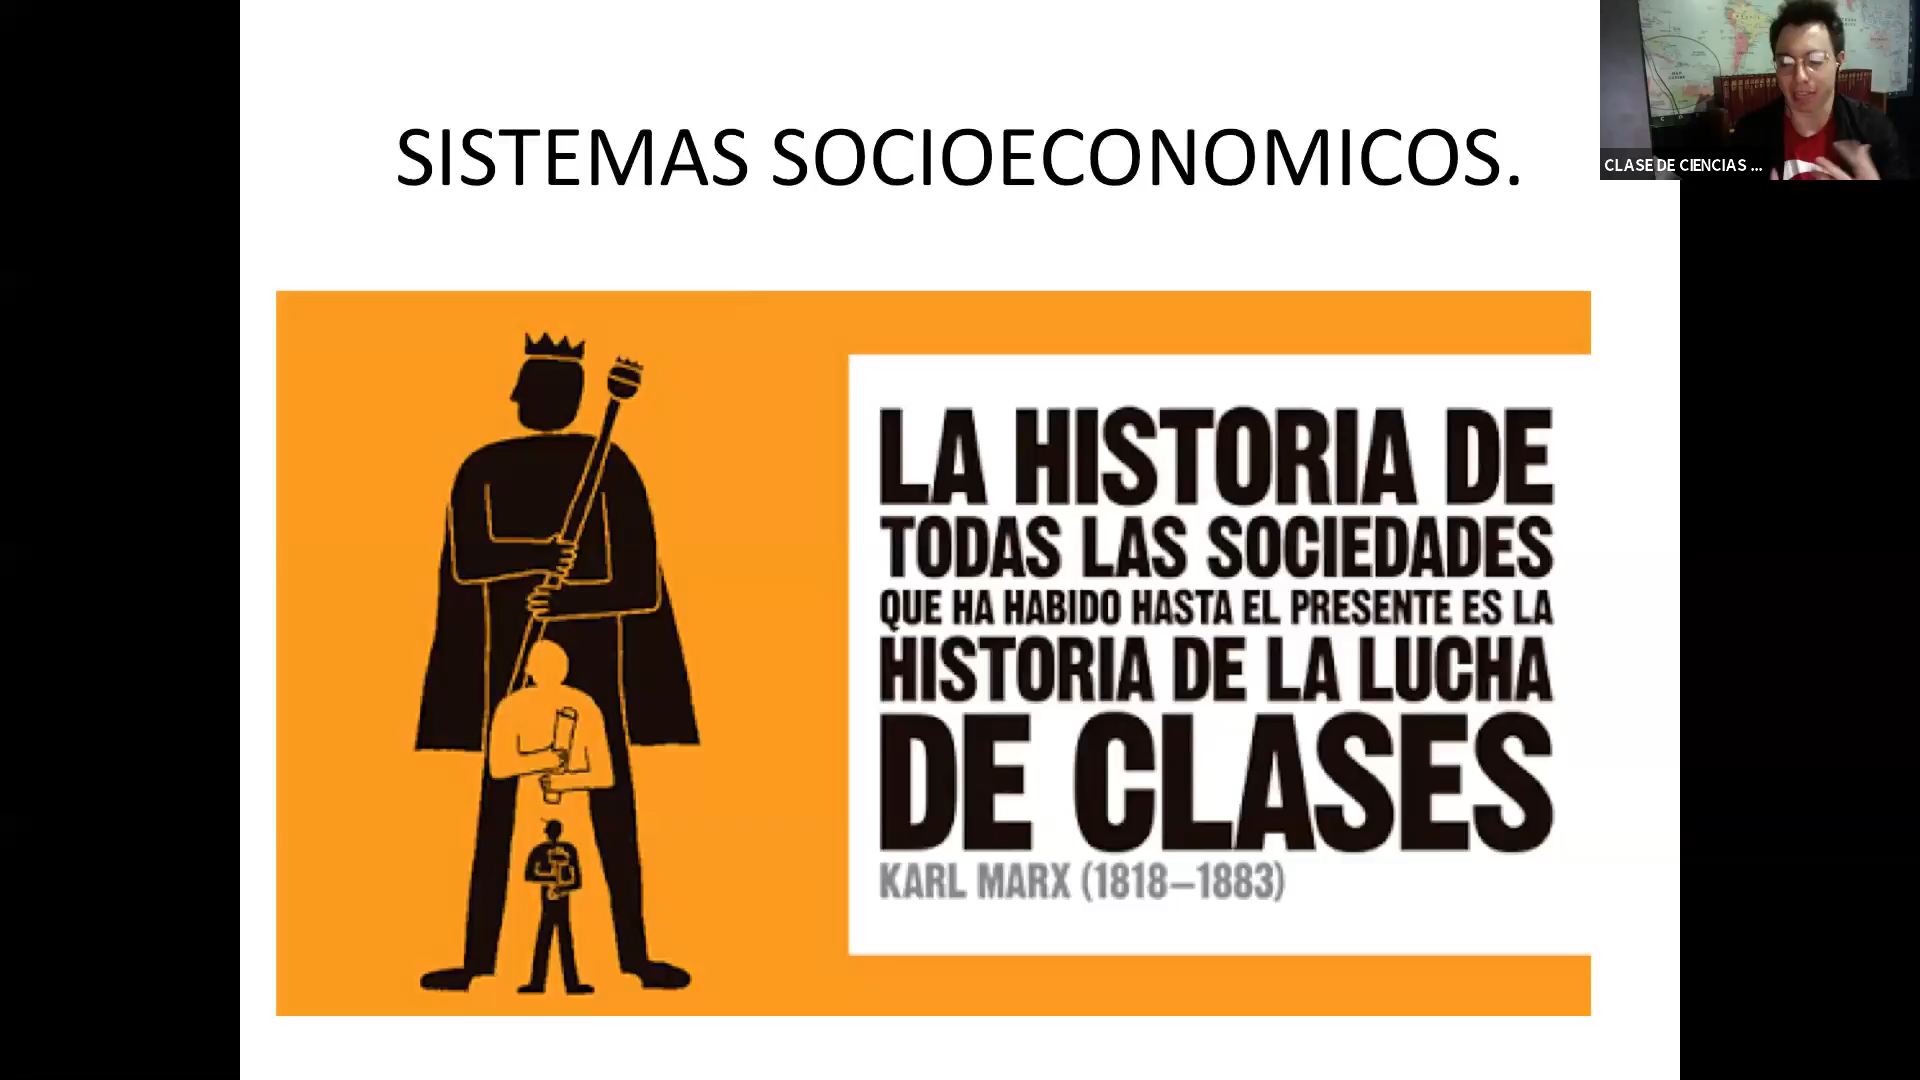 SISTEMAS SOCIOECONOMICOS.
CLASE DE CIENCIAS ...
LA HISTORIA DE
TODAS LAS SOCIEDADES
QUE HA HABIDO HASTA EL PRESENTE ES LA
HISTORIA DE LA LUCHA
DE CLASES
KARL MARX (1818–1883)